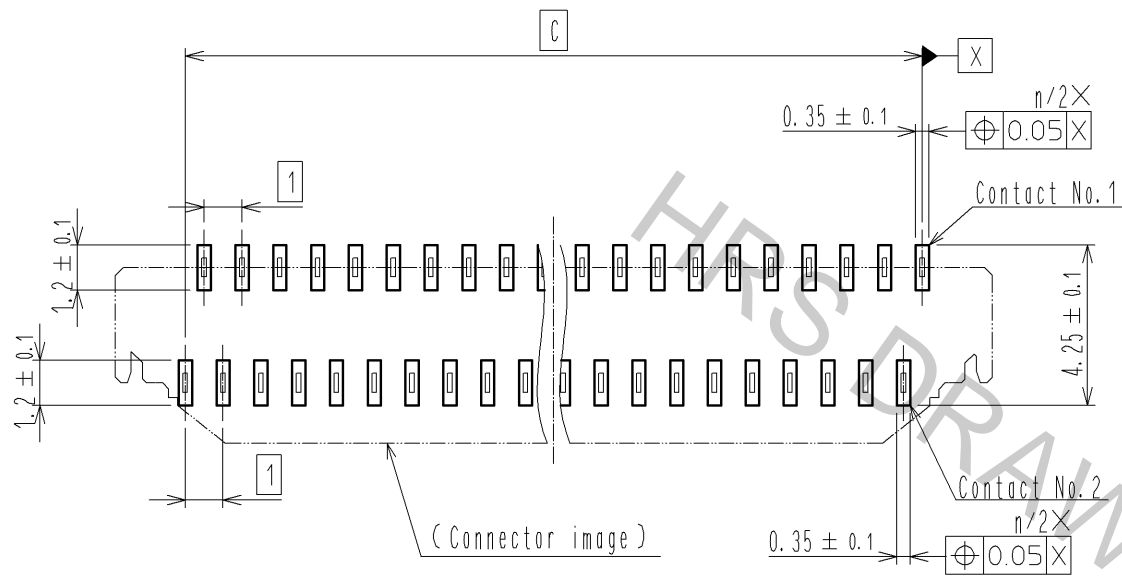 C
X
n/2X
0.35 ± 0.1
⌖ 0.05 X
1
Contact No.1
1.2 ± 0.1
4.25 ± 0.1
1.2 ± 0.1
1
Contact No.2
n/2X
(Connector image)
0.35 ± 0.1
⌖ 0.05 X
HRS DRAW